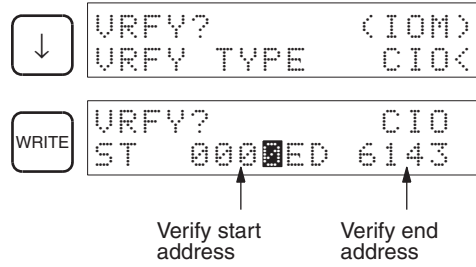 ↓
VRFY? (IOM)
VRFY TYPE CIO<
WRITE
VRFY? CIO
ST 0000ED 6143
Verify start address
Verify end address